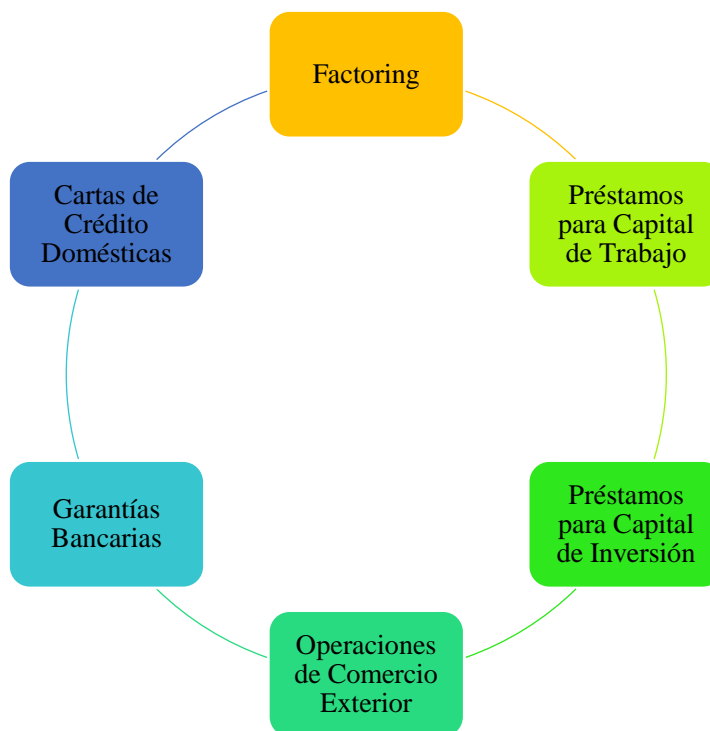 Factoring
Préstamos
para Capital
de Trabajo
Préstamos
para Capital
de Inversión
Operaciones
de Comercio
Exterior
Garantías
Bancarias
Cartas de
Crédito
Domésticas